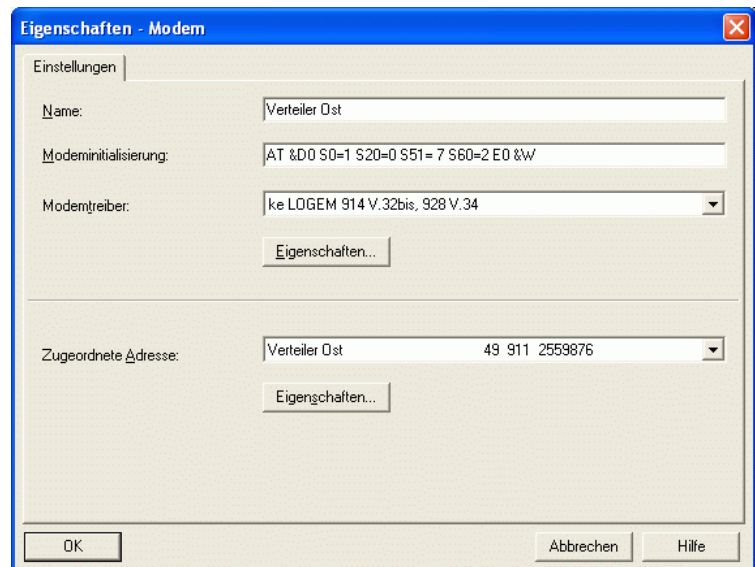 Eigenschaften - Modem
Einstellungen
Name: Verteiler Ost
Modeminitialisierung: AT &D0 S0=1 S20=0 S51= 7 S60=2 E0 &W
Modemtreiber: ke LOGEM 914 V.32bis, 928 V.34
Eigenschaften...
Zugeordnete Adresse: Verteiler Ost 49 911 2559876
Eigenschaften...
OK Abbrechen Hilfe